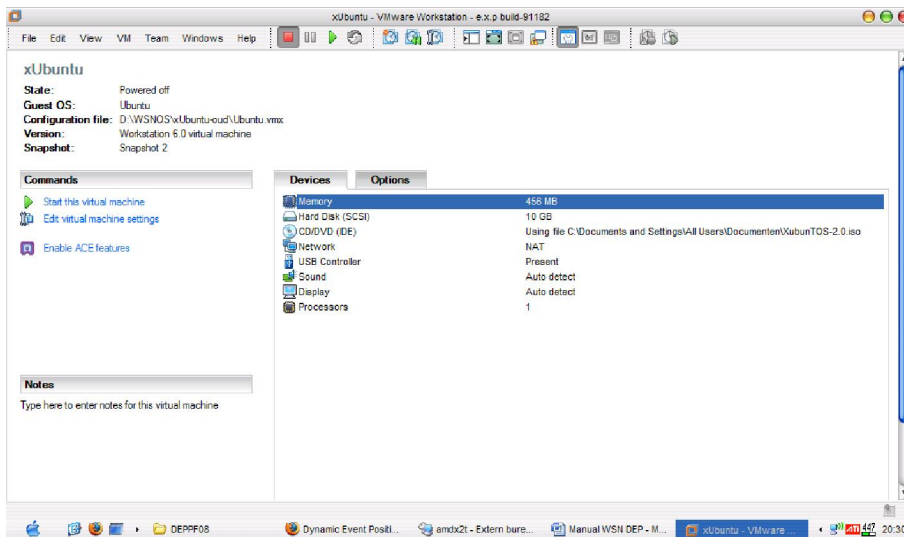 xUbuntu - VMware Workstation - e.x.p build-91182
File Edit View VM Team Windows Help
xUbuntu
State: Powered off
Guest OS: Ubuntu
Configuration file: D:\WSNOS\xUbuntu-oud\Ubuntu.vmx
Version: Workstation 6.0 virtual machine
Snapshot: Snapshot 2
Commands
Start this virtual machine
Edit virtual machine settings
Enable ACE features
Devices Options
Memory 456 MB
Hard Disk (SCSI) 10 GB
CD/DVD (IDE) Using file C:\Documents and Settings\All Users\Documenten\XubunTOS-2.0.iso
Network NAT
USB Controller Present
Sound Auto detect
Display Auto detect
Processors 1
Notes
Type here to enter notes for this virtual machine
DEPPF08 Dynamic Event Positi... amdx2t - Extern bure... Manual WSN DEP - M... xUbuntu - VMware ... ATI 20:30